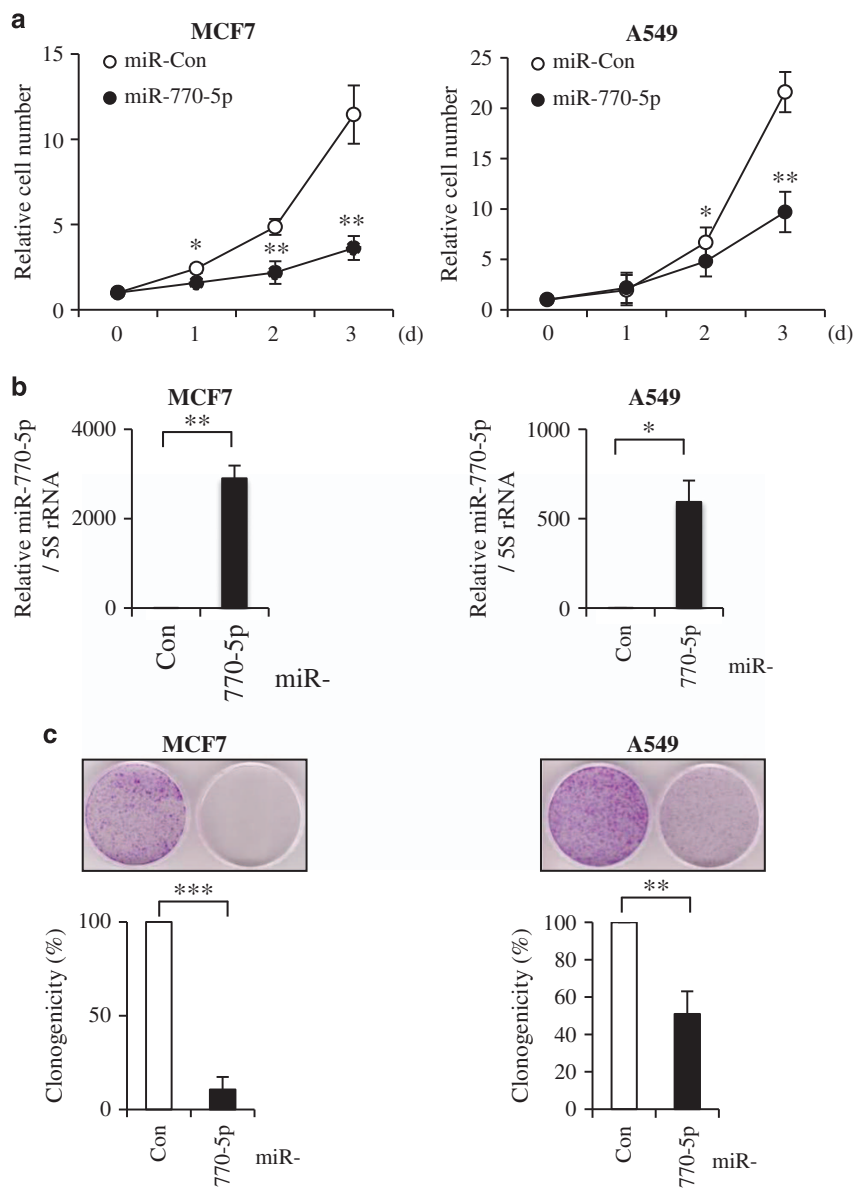 a
MCF7
A549
Relative cell number
15
10
5
0
miR-Con
miR-770-5p
*
**
**
0 1 2 3 (d)
Relative cell number
25
20
15
10
5
0
miR-Con
miR-770-5p
*
**
0 1 2 3 (d)
b
MCF7
A549
Relative miR-770-5p
/ 5S rRNA
4000
2000
0
**
Con
770-5p
miR-
Relative miR-770-5p
/ 5S rRNA
1000
500
0
*
Con
770-5p
miR-
c
MCF7
A549
Clonogenicity (%)
100
50
0
***
Con
770-5p
miR-
Clonogenicity (%)
100
80
60
40
20
0
**
Con
770-5p
miR-